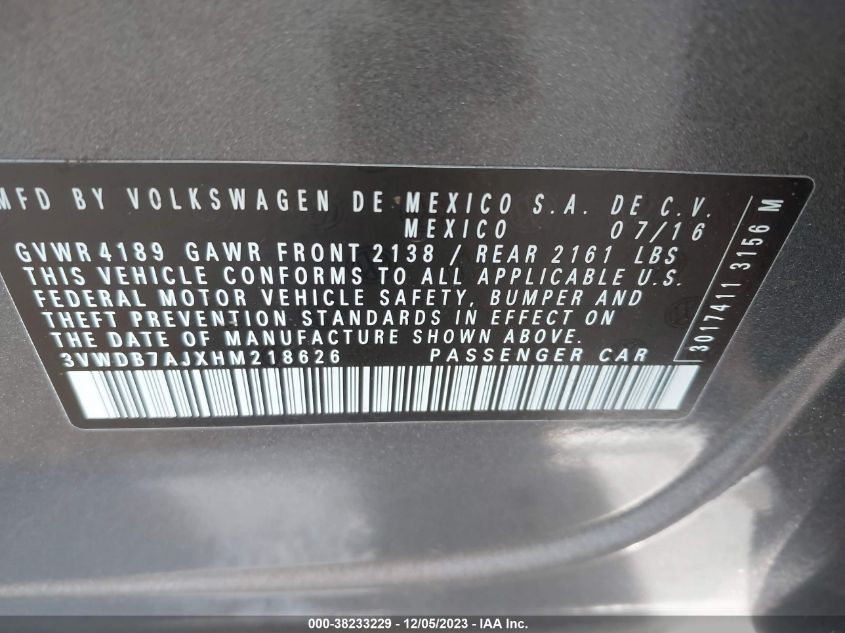 MFD BY VOLKSWAGEN DE MEXICO S.A. DE C.V.
MEXICO 07/16
GVWR 4189 GAWR FRONT 2138 / REAR 2161 LBS
THIS VEHICLE CONFORMS TO ALL APPLICABLE U.S.
FEDERAL MOTOR VEHICLE SAFETY, BUMPER AND
THEFT PREVENTION STANDARDS IN EFFECT ON
THE DATE OF MANUFACTURE SHOWN ABOVE.
3VWDB7AJXHM218626 PASSENGER CAR
3017411 3156 M
000-38233229 - 12/05/2023 - IAA Inc.